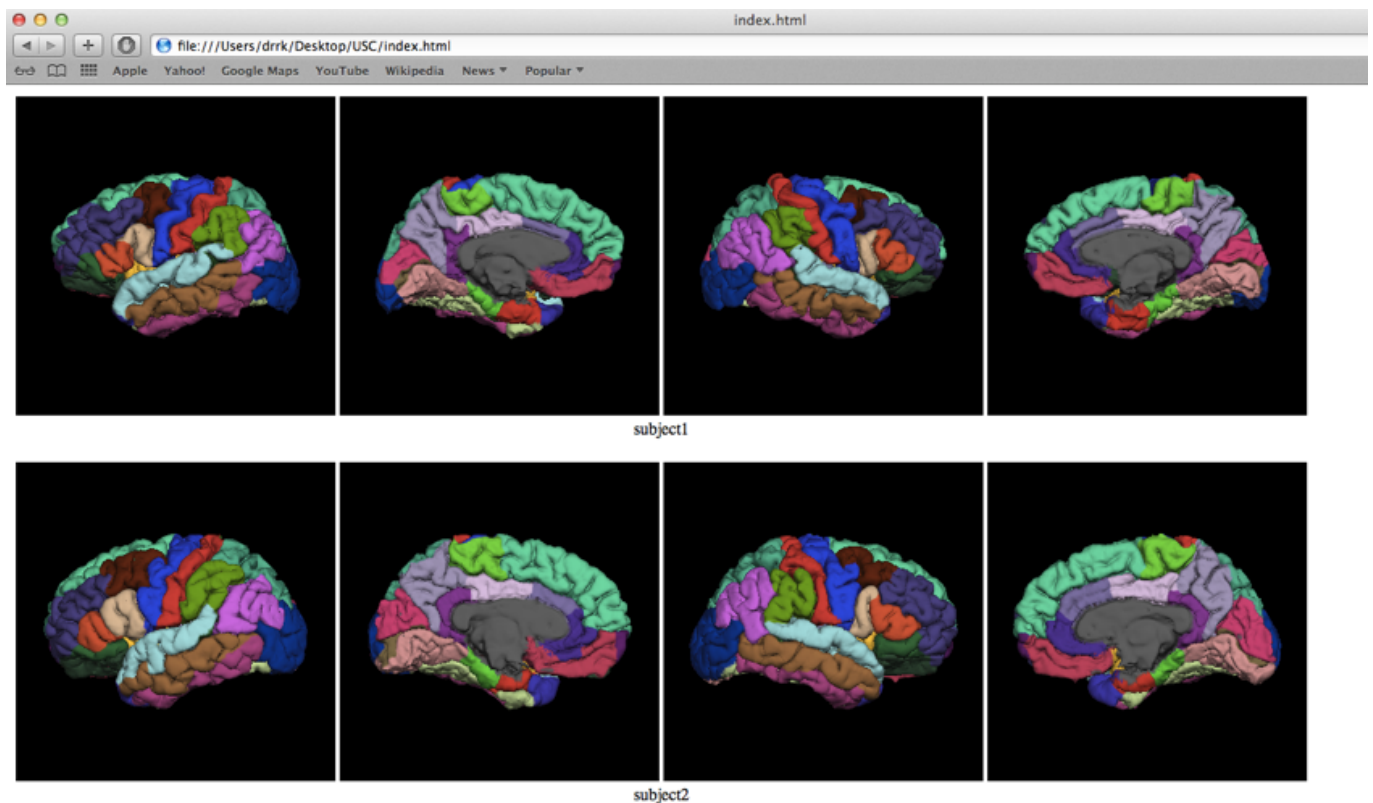 index.html
file:///Users/drrk/Desktop/USC/index.html
Apple Yahoo! Google Maps YouTube Wikipedia News Popular
subject1
subject2